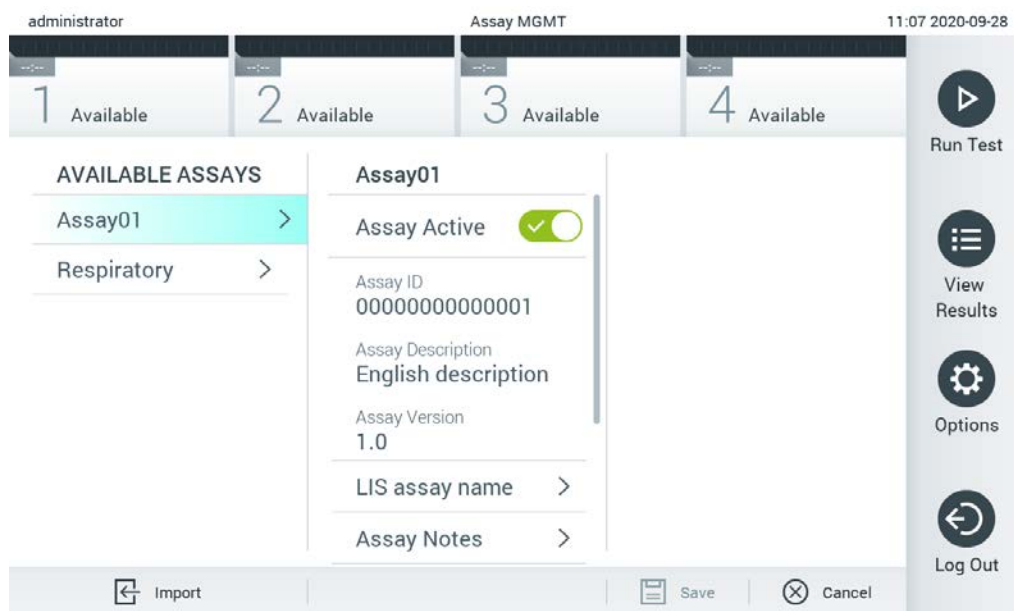 administrator
Assay MGMT
11:07 2020-09-28
--:--
--:--
--:--
--:--
1 Available
2 Available
3 Available
4 Available
AVAILABLE ASSAYS
Assay01
Respiratory
Assay01
Assay Active
Assay ID
00000000000001
Assay Description
English description
Assay Version
1.0
LIS assay name
Assay Notes
Run Test
View
Results
Options
Log Out
Import
Save
Cancel